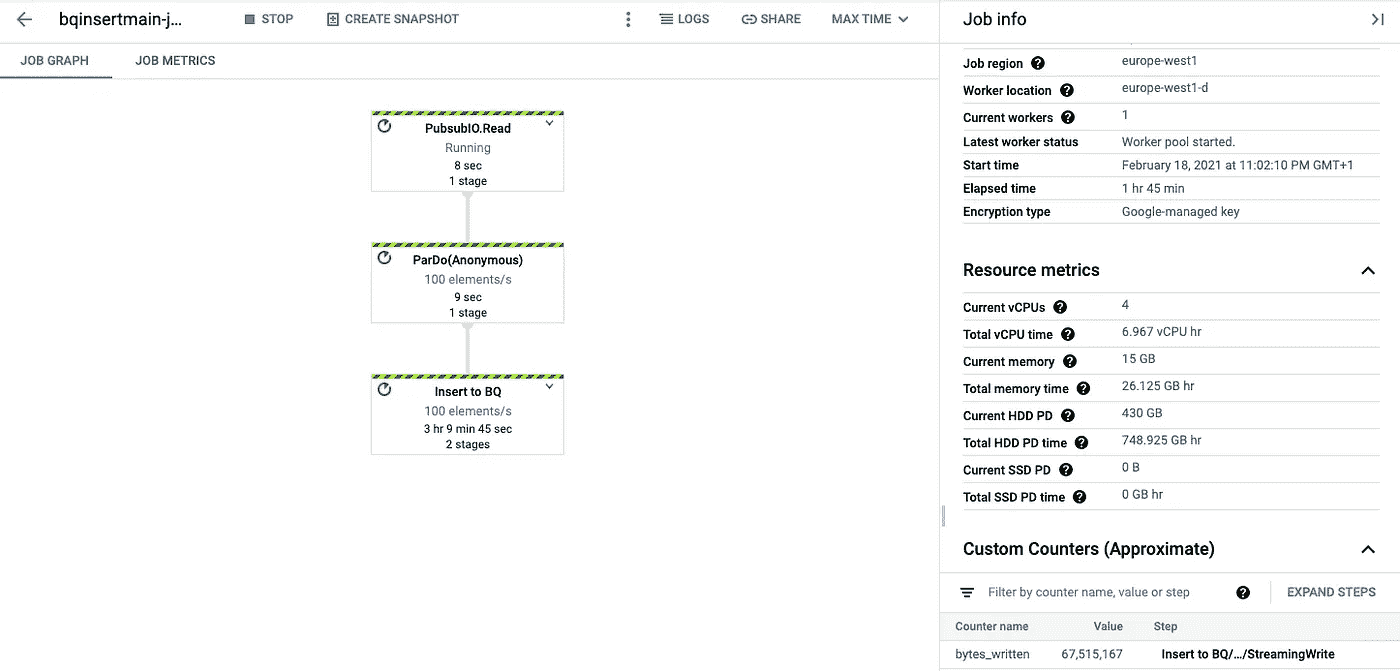 bqinsertmain-j...
STOP
CREATE SNAPSHOT
LOGS
SHARE
MAX TIME
JOB GRAPH
JOB METRICS
PubsubIO.Read
Running
8 sec
1 stage
ParDo(Anonymous)
100 elements/s
9 sec
1 stage
Insert to BQ
100 elements/s
3 hr 9 min 45 sec
2 stages
Job info
Job region ? europe-west1
Worker location ? europe-west1-d
Current workers ? 1
Latest worker status Worker pool started.
Start time February 18, 2021 at 11:02:10 PM GMT+1
Elapsed time 1 hr 45 min
Encryption type Google-managed key
Resource metrics
Current vCPUs ? 4
Total vCPU time ? 6.967 vCPU hr
Current memory ? 15 GB
Total memory time ? 26.125 GB hr
Current HDD PD ? 430 GB
Total HDD PD time ? 748.925 GB hr
Current SSD PD ? 0 B
Total SSD PD time ? 0 GB hr
Custom Counters (Approximate)
Filter by counter name, value or step ? EXPAND STEPS
Counter name Value Step
bytes_written 67,515,167 Insert to BQ/.../StreamingWrite